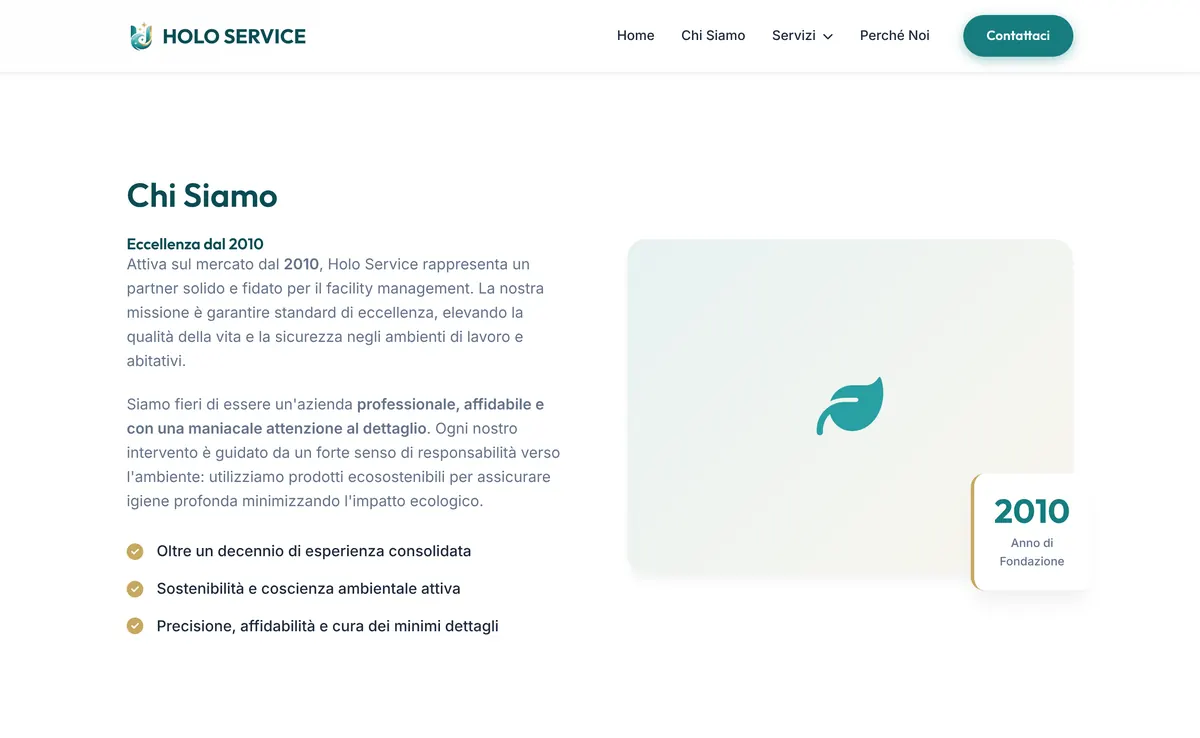 HOLO SERVICE
Home
Chi Siamo
Servizi
Perché Noi
Contattaci
Chi Siamo
Eccellenza dal 2010
Attiva sul mercato dal 2010, Holo Service rappresenta un
partner solido e fidato per il facility management. La nostra
missione è garantire standard di eccellenza, elevando la
qualità della vita e la sicurezza negli ambienti di lavoro e
abitativi.
Siamo fieri di essere un'azienda professionale, affidabile e
con una maniacale attenzione al dettaglio. Ogni nostro
intervento è guidato da un forte senso di responsabilità verso
l'ambiente: utilizziamo prodotti ecosostenibili per assicurare
igiene profonda minimizzando l'impatto ecologico.
Oltre un decennio di esperienza consolidata
Sostenibilità e coscienza ambientale attiva
Precisione, affidabilità e cura dei minimi dettagli
2010
Anno di
Fondazione